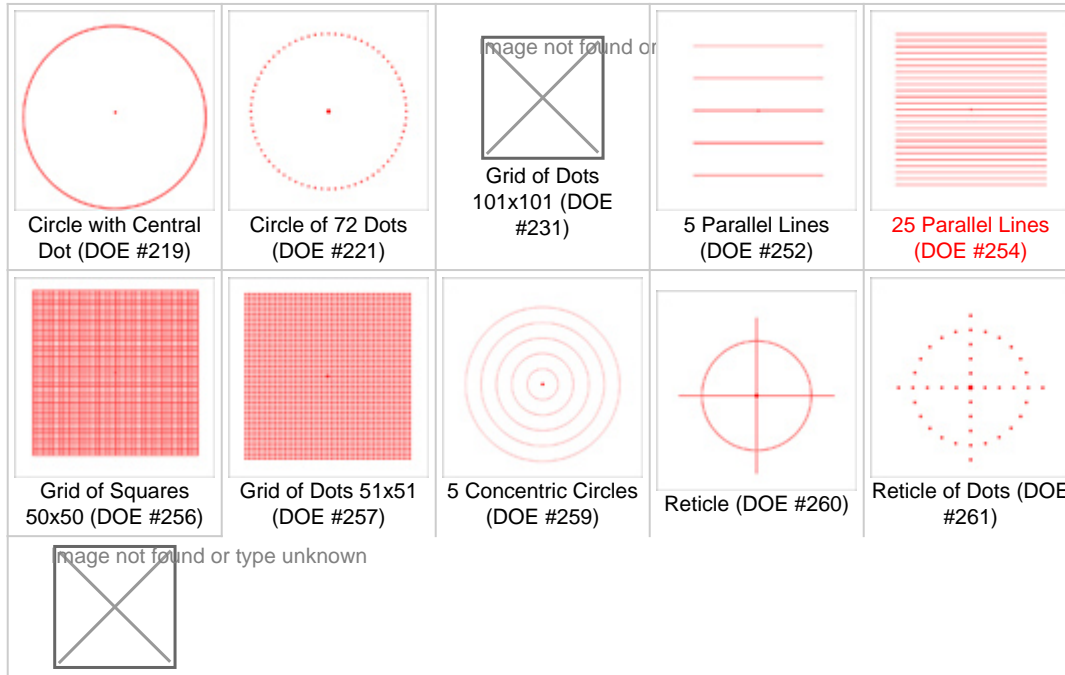 Image not found or
Circle with Central
Dot (DOE #219)
Circle of 72 Dots
(DOE #221)
Grid of Dots
101x101 (DOE
#231)
5 Parallel Lines
(DOE #252)
25 Parallel Lines
(DOE #254)
Grid of Squares
50x50 (DOE #256)
Grid of Dots 51x51
(DOE #257)
5 Concentric Circles
(DOE #259)
Reticle (DOE #260)
Reticle of Dots (DOE
#261)
Image not found or type unknown